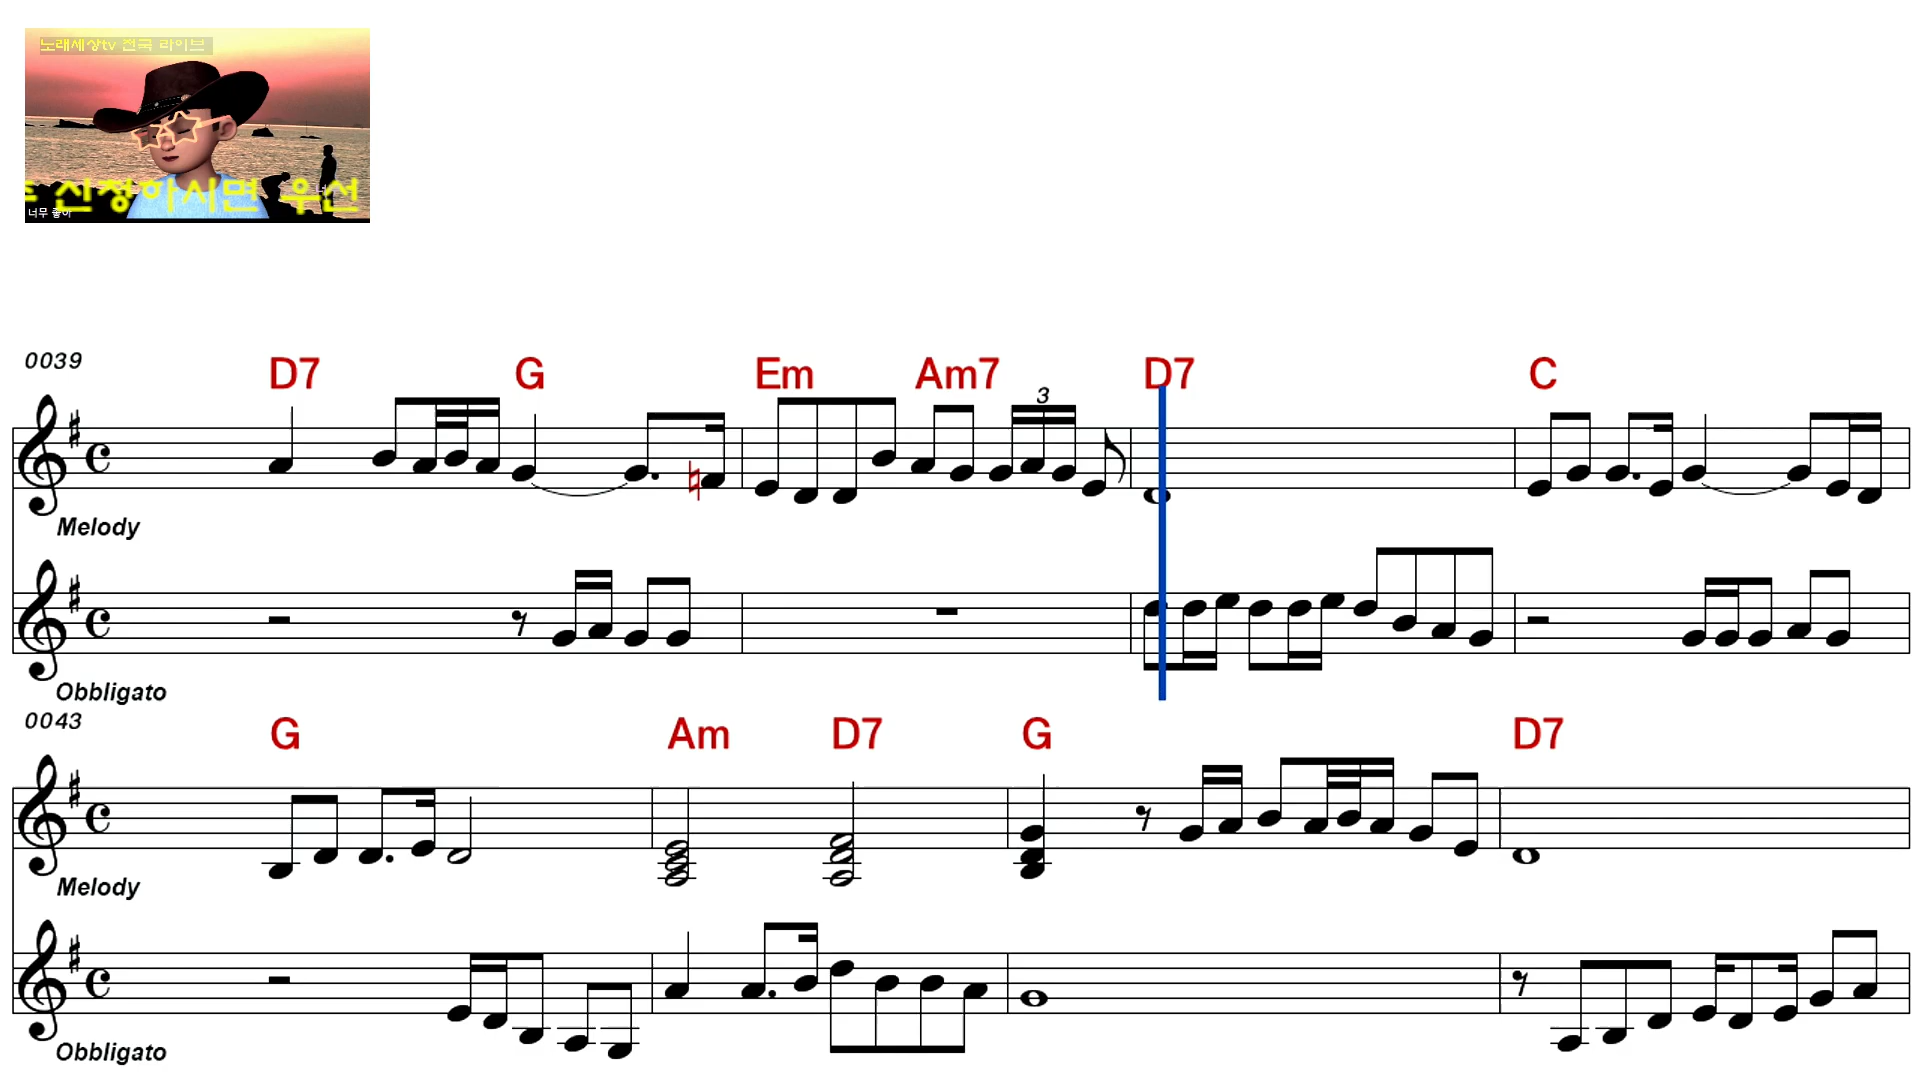 노래세상tv 전국 라이브
신청하시면 우선
너무 좋아
0039
D7 G Em Am7 D7 C
3
Melody
Obbligato
0043
G Am D7 G D7
Melody
Obbligato